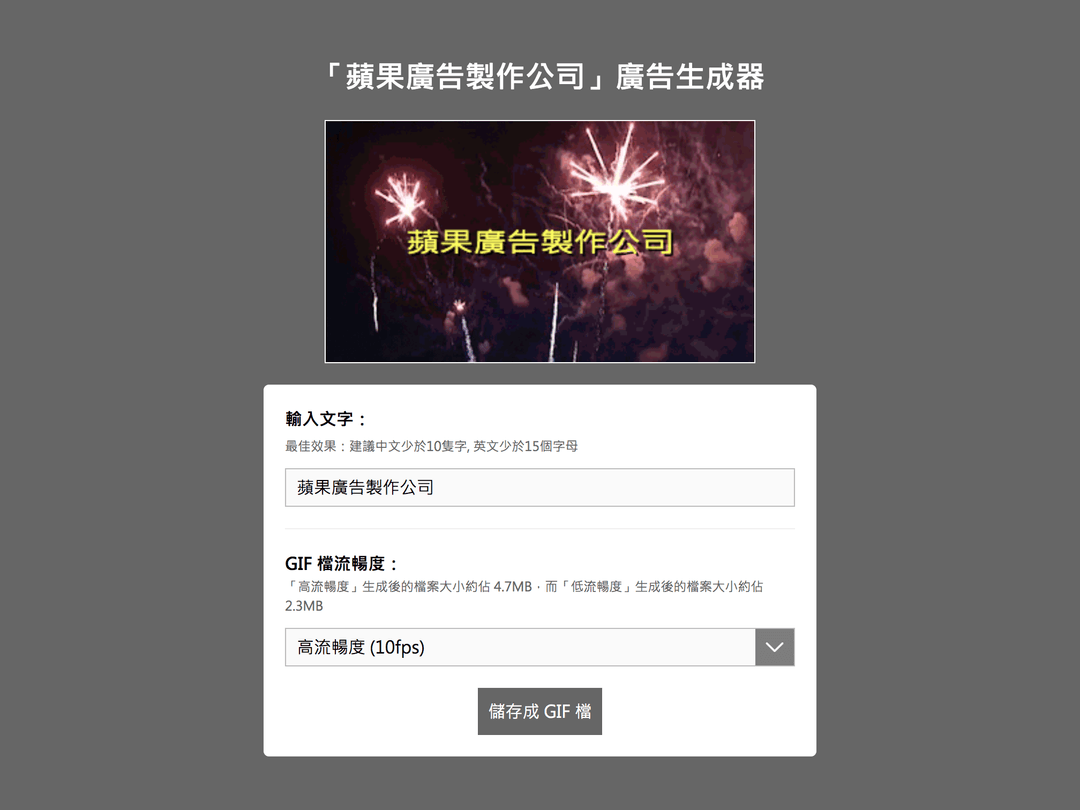 「蘋果廣告製作公司」廣告生成器
蘋果廣告製作公司
輸入文字：
最佳效果：建議中文少於10隻字, 英文少於15個字母
蘋果廣告製作公司
GIF 檔流暢度：
「高流暢度」生成後的檔案大小約佔 4.7MB，而「低流暢度」生成後的檔案大小約佔
2.3MB
高流暢度 (10fps)
儲存成 GIF 檔